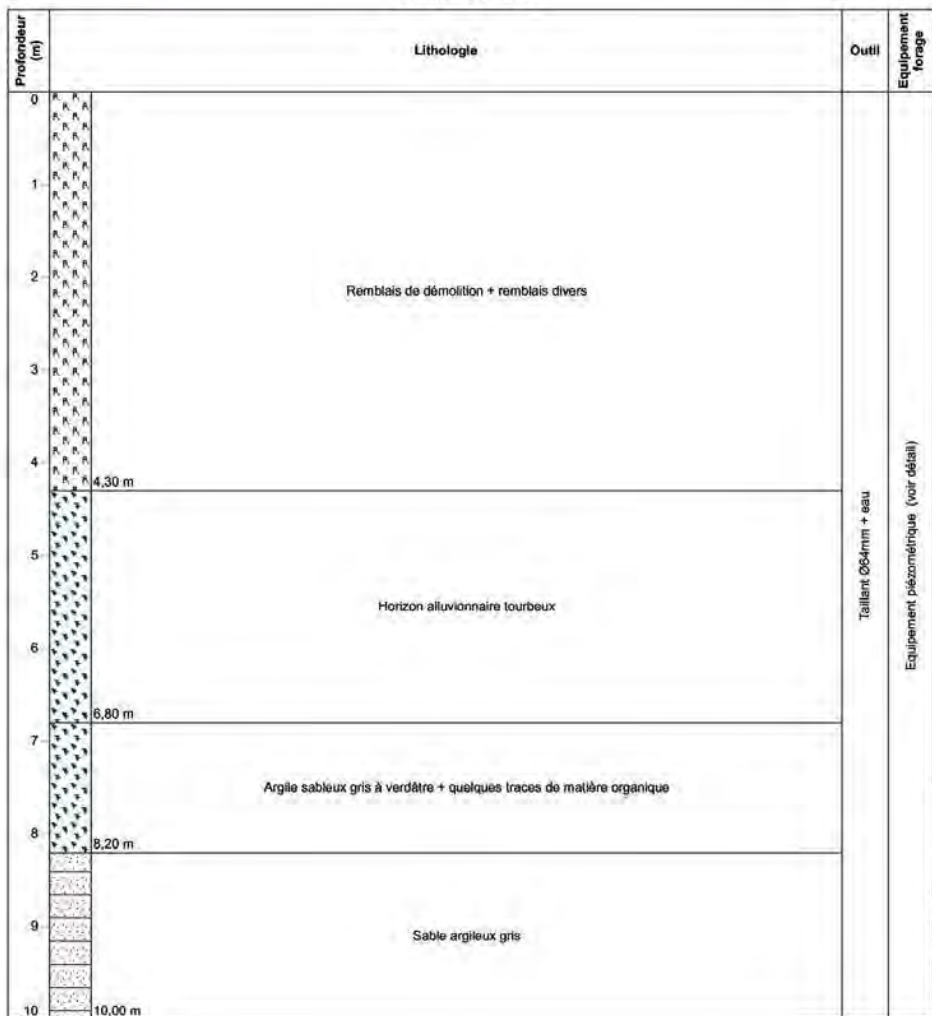 Profondeur
(m)
Lithologie
Outil
Equipement
forage
0
1
2
Remblais de démolition + remblais divers
3
4
4,30 m
5
Horizon alluvionnaire tourbeux
6
6,80 m
7
Argile sableux gris à verdâtre + quelques traces de matière organique
8
8,20 m
9
Sable argileux gris
10
10,00 m
Taillant Ø64mm + eau
Equipement piézométrique (voir détail)